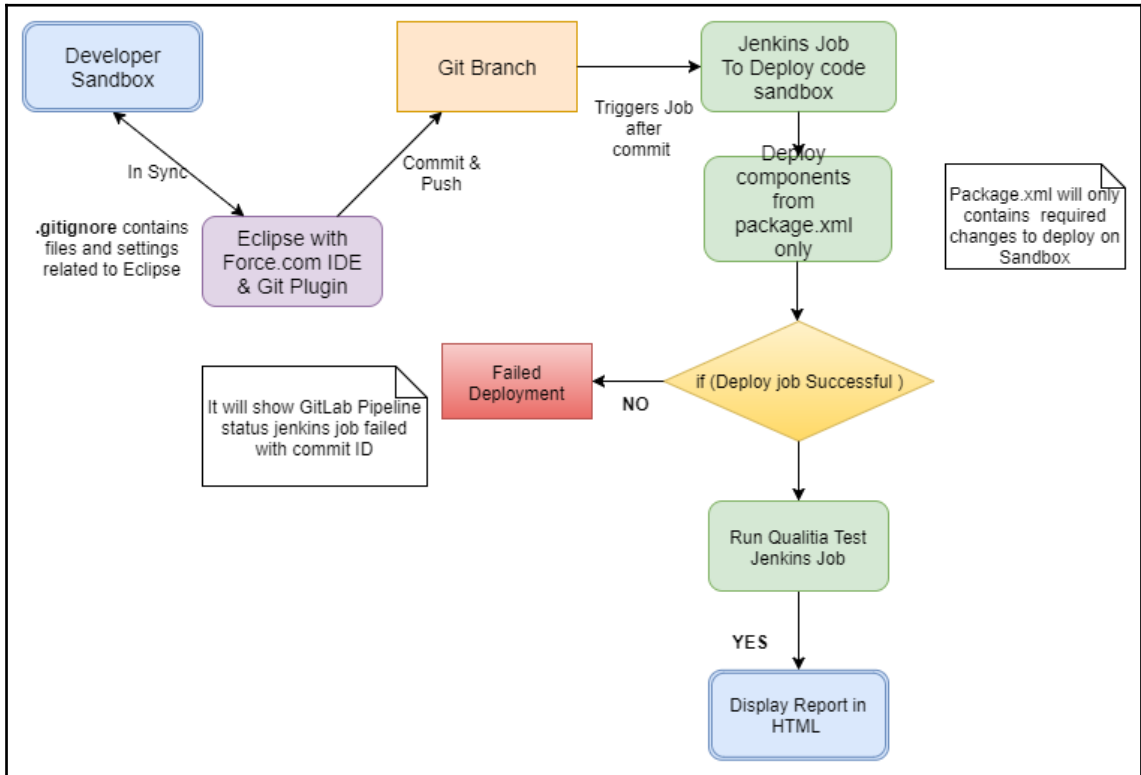 Developer
Sandbox
Git Branch
Jenkins Job
To Deploy code
sandbox
Triggers Job
after
commit
In Sync
Commit &
Push
.gitignore contains
files and settings
related to Eclipse
Eclipse with
Force.com IDE
& Git Plugin
Deploy
components
from
package.xml
only
Package.xml will only
contains required
changes to deploy on
Sandbox
if (Deploy job Successful )
NO
Failed
Deployment
It will show GitLab Pipeline
status jenkins job failed
with commit ID
Run Qualitia Test
Jenkins Job
YES
Display Report in
HTML